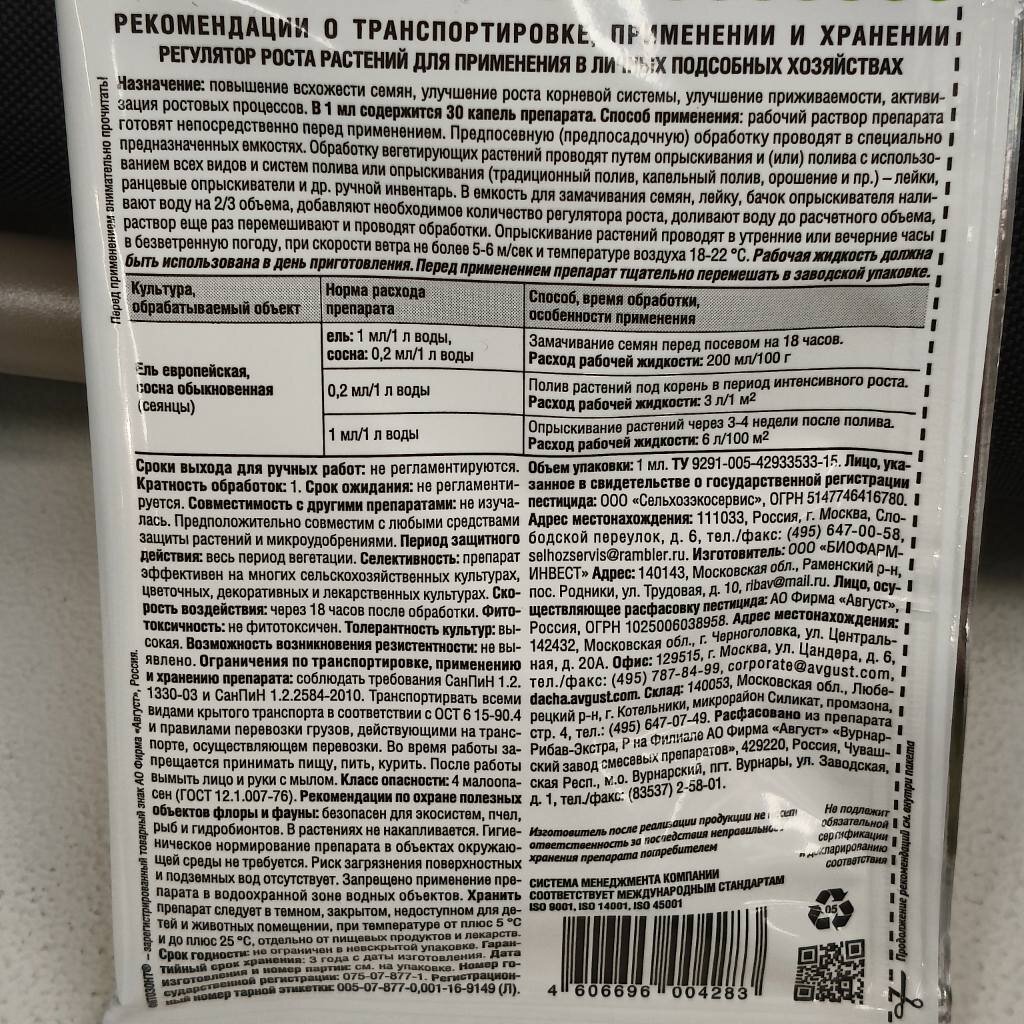 РЕКОМЕНДАЦИИ О ТРАНСПОРТИРОВКЕ, ПРИМЕНЕНИИ И ХРАНЕНИИ
РЕГУЛЯТОР РОСТА РАСТЕНИЙ ДЛЯ ПРИМЕНЕНИЯ В ЛИЧНЫХ ПОДСОБНЫХ ХОЗЯЙСТВАХ
Перед применением внимательно прочитать!
Назначение: повышение всхожести семян, улучшение роста корневой системы, улучшение приживаемости, активи-
зация ростовых процессов. В 1 мл содержится 30 капель препарата. Способ применения: рабочий раствор препарата
готовят непосредственно перед применением. Предпосевную (предпосадочную) обработку проводят в специально
предназначенных емкостях. Обработку вегетирующих растений проводят путем опрыскивания и (или) полива с использо-
ванием всех видов и систем полива или опрыскивания (традиционный полив, капельный полив, орошение и пр.) – лейки,
ранцевые опрыскиватели и др. ручной инвентарь. В емкость для замачивания семян, лейку, бачок опрыскивателя нали-
вают воду на 2/3 объема, добавляют необходимое количество регулятора роста, доливают воду до расчетного объема,
раствор еще раз перемешивают и проводят обработки. Опрыскивание растений проводят в утренние или вечерние часы
в безветренную погоду, при скорости ветра не более 5-6 м/сек и температуре воздуха 18-22 °С. Рабочая жидкость должна
быть использована в день приготовления. Перед применением препарат тщательно перемешать в заводской упаковке.
Культура,
обрабатываемый объект
Норма расхода
препарата
Способ, время обработки,
особенности применения
Ель европейская,
сосна обыкновенная
(сеянцы)
ель: 1 мл/1 л воды,
сосна: 0,2 мл/1 л воды
Замачивание семян перед посевом на 18 часов.
Расход рабочей жидкости: 200 мл/100 г
0,2 мл/1 л воды
Полив растений под корень в период интенсивного роста.
Расход рабочей жидкости: 3 л/1 м²
1 мл/1 л воды
Опрыскивание растений через 3-4 недели после полива.
Расход рабочей жидкости: 6 л/100 м²
Сроки выхода для ручных работ: не регламентируются.
Кратность обработок: 1. Срок ожидания: не регламенти-
руется. Совместимость с другими препаратами: не изуча-
лась. Предположительно совместим с любыми средствами
защиты растений и микроудобрениями. Период защитного
действия: весь период вегетации. Селективность: препарат
эффективен на многих сельскохозяйственных культурах,
цветочных, декоративных и лекарственных культурах. Ско-
рость воздействия: через 18 часов после обработки. Фито-
токсичность: не фитотоксичен. Толерантность культур: вы-
сокая. Возможность возникновения резистентности: не вы-
явлено. Ограничения по транспортировке, применению
и хранению препарата: соблюдать требования СанПиН 1.2.
1330-03 и СанПиН 1.2.2584-2010. Транспортирвать всеми
видами крытого транспорта в соответствии с ОСТ 6 15-90.4
и правилами перевозки грузов, действующими на транс-
порте, осуществляющем перевозки. Во время работы за-
прещается принимать пищу, пить, курить. После работы
вымыть лицо и руки с мылом. Класс опасности: 4 малоопа-
сен (ГОСТ 12.1.007-76). Рекомендации по охране полезных
объектов флоры и фауны: безопасен для экосистем, пчел,
рыб и гидробионтов. В растениях не накапливается. Гигие-
ническое нормирование препарата в объектах окружаю-
щей среды не требуется. Риск загрязнения поверхностных
и подземных вод отсутствует. Запрещено применение пре-
парата в водоохранной зоне водных объектов. Хранить
препарат следует в темном, закрытом, недоступном для де-
тей и животных помещении, при температуре от плюс 5 °С
и до плюс 25 °С, отдельно от пищевых продуктов и лекарств.
Срок годности: не ограничен в невскрытой упаковке. Гаран-
тийный срок хранения: 3 года с даты изготовления. Дата
изготовления и номер партии: см. на упаковке. Номер го-
сударственной регистрации: 075-07-877-1. Регистрацион-
ный номер тарной этикетки: 005-07-877-0,001-16-9149 (Л).
– зарегистрированный товарный знак АО Фирма «Август», Россия.
Объем упаковки: 1 мл. ТУ 9291-005-42933533-15. Лицо, ука-
занное в свидетельстве о государственной регистрации
пестицида: ООО «Сельхозэкосервис», ОГРН 5147746416780.
Адрес местонахождения: 111033, Россия, г. Москва, Сло-
бодской переулок, д. 6, тел./факс: (495) 647-00-58,
selhozservis@rambler.ru. Изготовитель: ООО «БИОФАРМ-
ИНВЕСТ» Адрес: 140143, Московская обл., Раменский р-н,
пос. Родники, ул. Трудовая, д. 10, ribav@mail.ru. Лицо, осу-
ществляющее расфасовку пестицида: АО Фирма «Август»,
Россия, ОГРН 1025006038958. Адрес местонахождения:
142432, Московская обл., г. Черноголовка, ул. Централь-
ная, д. 20А. Офис: 129515, г. Москва, ул. Цандера, д. 6,
тел./факс: (495) 787-84-99, corporate@avgust.com,
dacha.avgust.com. Склад: 140053, Московская обл., Любе-
рецкий р-н, г. Котельники, микрорайон Силикат, промзона,
стр. 4, тел.: (495) 647-07-49. Расфасовано из препарата
Рибав-Экстра, Р на Филиале АО Фирма «Август» «Вурнар-
ский завод смесевых препаратов», 429220, Россия, Чуваш-
ская Респ., м.о. Вурнарский, пгт. Вурнары, ул. Заводская,
д. 1, тел./факс: (83537) 2-58-01.
Изготовитель после реализации продукции не несет
ответственность за последствия неправильного
хранения препарата потребителем
Не подлежит
обязательной
сертификации
и декларированию
соответствия
СИСТЕМА МЕНЕДЖМЕНТА КОМПАНИИ
СООТВЕТСТВУЕТ МЕЖДУНАРОДНЫМ СТАНДАРТАМ
ISO 9001, ISO 14001, ISO 45001
05
4 606696 004283
Продолжение рекомендаций см. внутри пакета